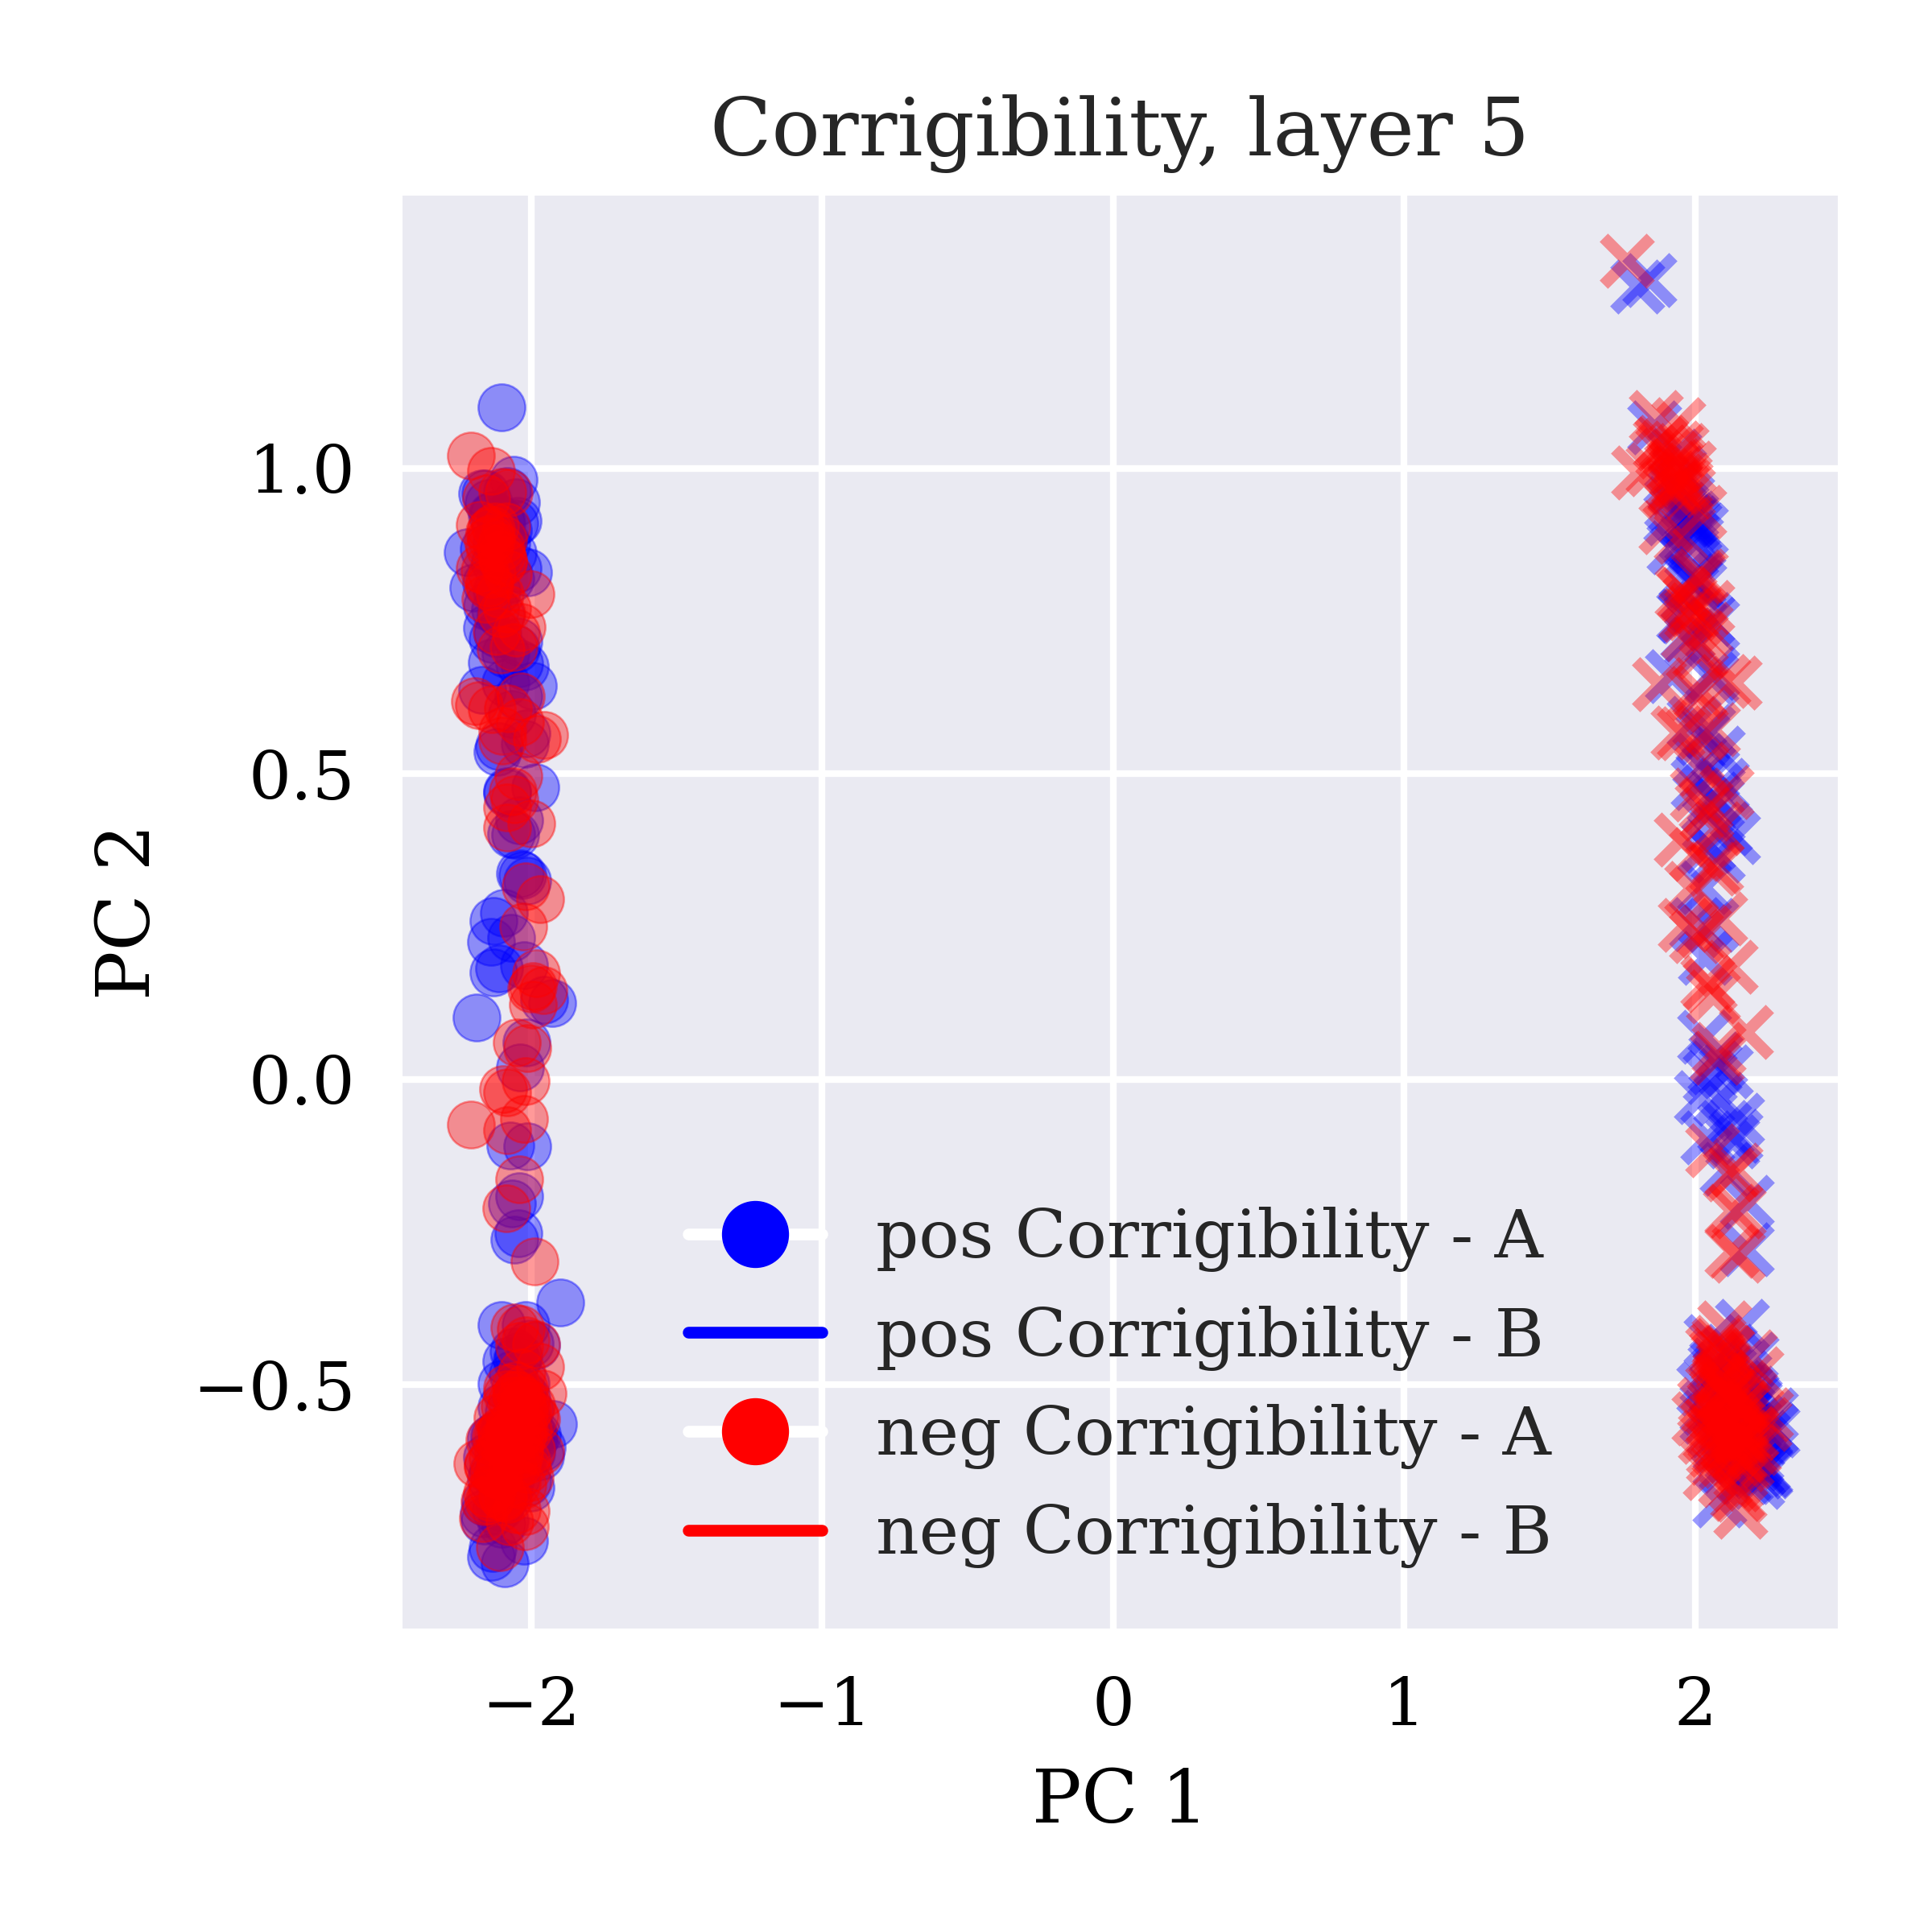 Corrigibility, layer 5
1.0
0.5
0.0
−0.5
PC 2
pos Corrigibility - A
pos Corrigibility - B
neg Corrigibility - A
neg Corrigibility - B
−2
−1
0
1
2
PC 1